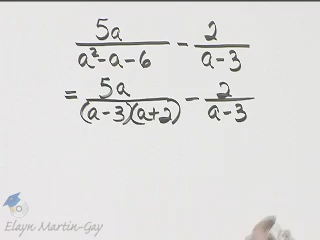 5a/(a²-a-6) - 2/(a-3)
= 5a/((a-3)(a+2)) - 2/(a-3)
Elayn Martin-Gay